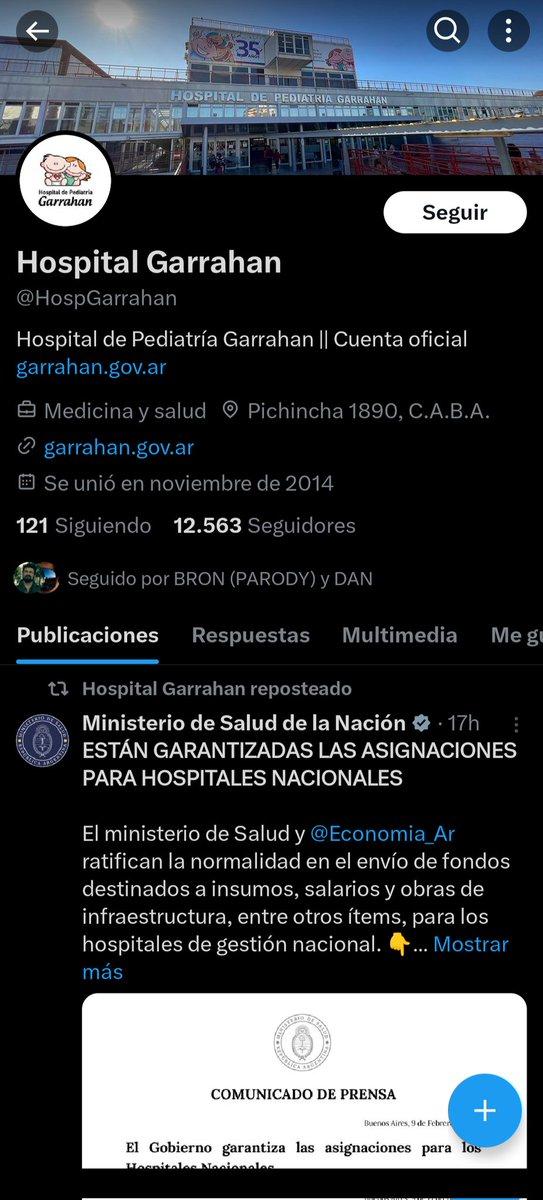 35
HOSPITAL DE PEDIATRIA GARRAHAN
Hospital de Pediatría
Garrahan
Seguir
Hospital Garrahan
@HospGarrahan
Hospital de Pediatría Garrahan || Cuenta oficial
garrahan.gov.ar
Medicina y salud Pichincha 1890, C.A.B.A.
garrahan.gov.ar
Se unió en noviembre de 2014
121 Siguiendo 12.563 Seguidores
Seguido por BRON (PARODY) y DAN
Publicaciones Respuestas Multimedia Me gu
Hospital Garrahan reposteado
Ministerio de Salud de la Nación · 17h
ESTÁN GARANTIZADAS LAS ASIGNACIONES
PARA HOSPITALES NACIONALES
El ministerio de Salud y @Economia_Ar
ratifican la normalidad en el envío de fondos
destinados a insumos, salarios y obras de
infraestructura, entre otros ítems, para los
hospitales de gestión nacional. 👇... Mostrar
más
MINISTERIO DE SALUD
REPÚBLICA ARGENTINA
COMUNICADO DE PRENSA
Buenos Aires, 9 de Febrer
El Gobierno garantiza las asignaciones para los
Hospitales Nacionales